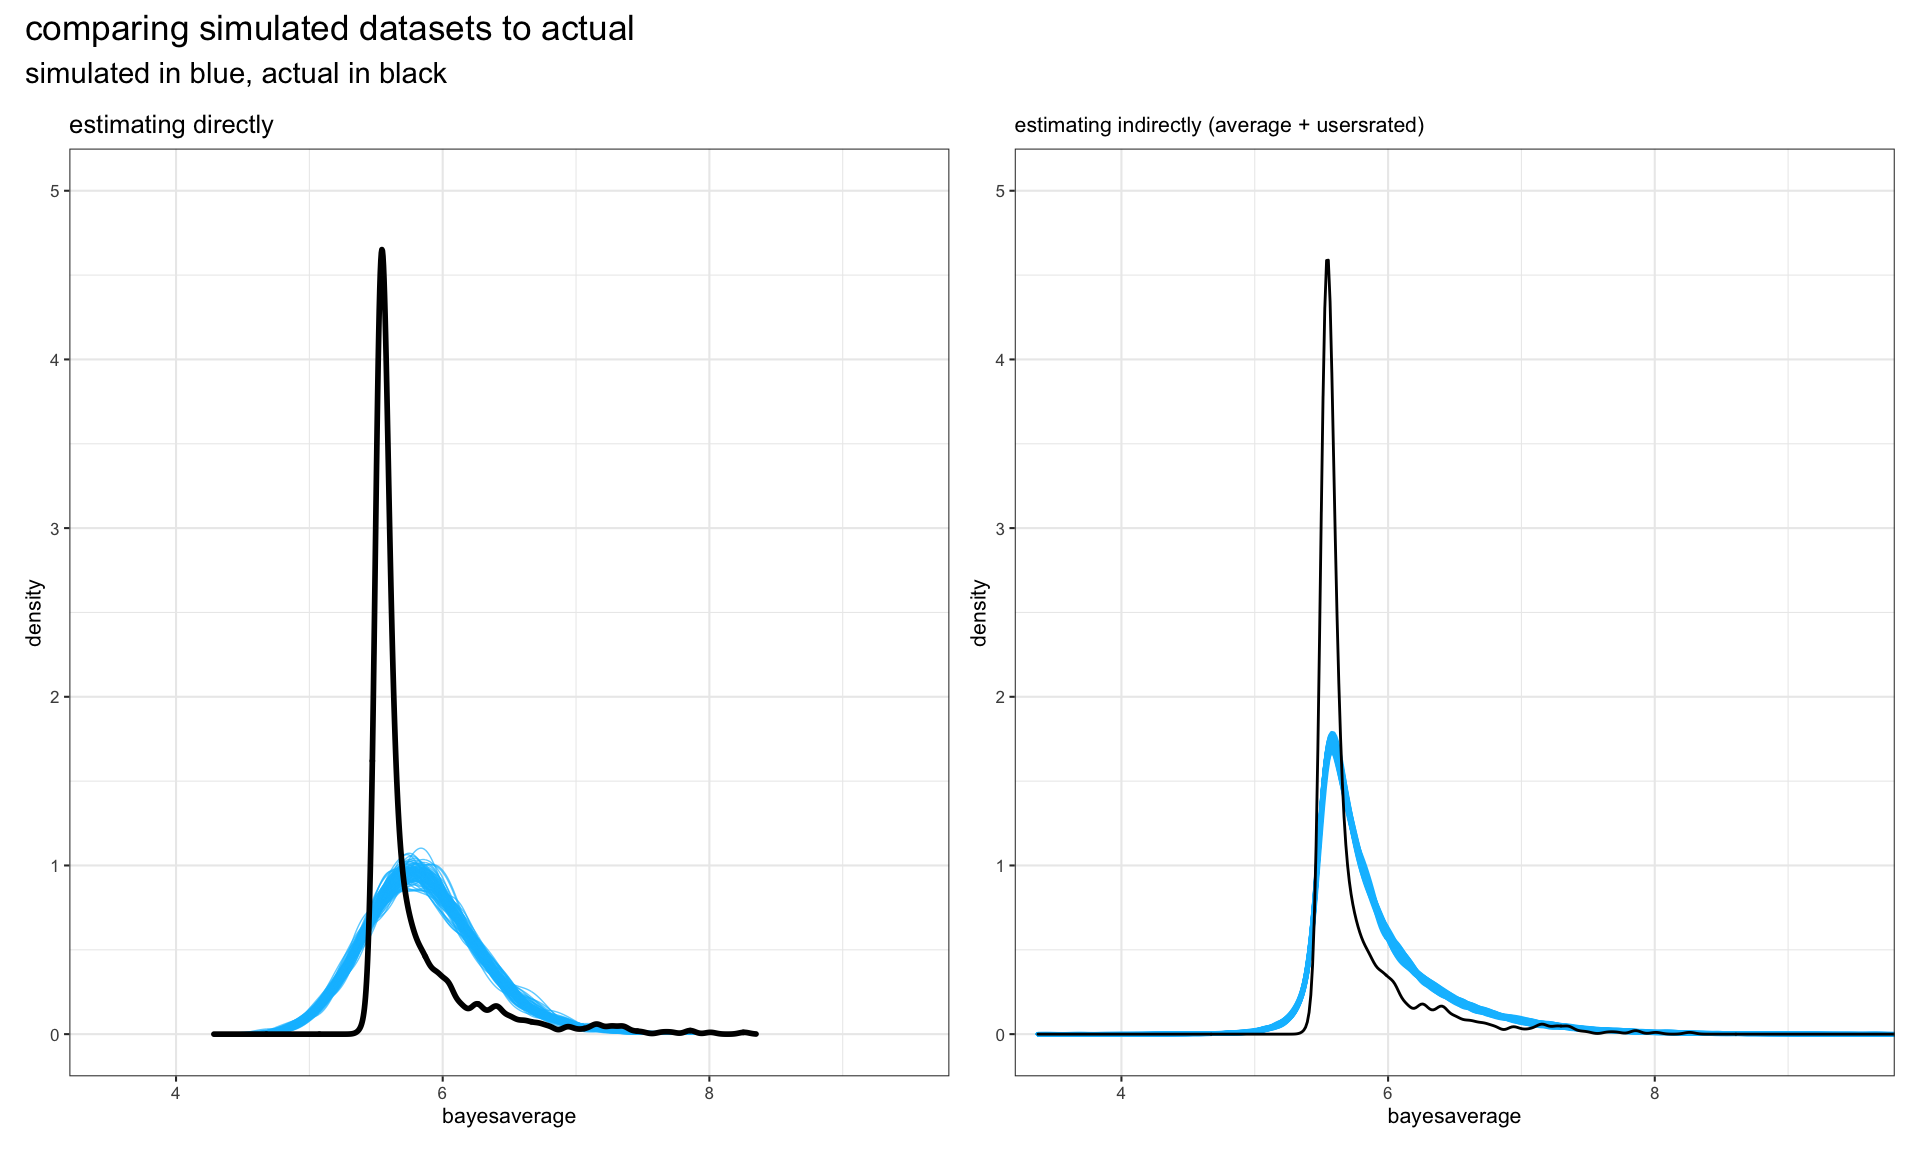 comparing simulated datasets to actual
simulated in blue, actual in black
estimating directly
5
4
3
2
1
0
density
4
6
8
bayesaverage
estimating indirectly (average + usersrated)
5
4
3
2
1
0
density
4
6
8
bayesaverage